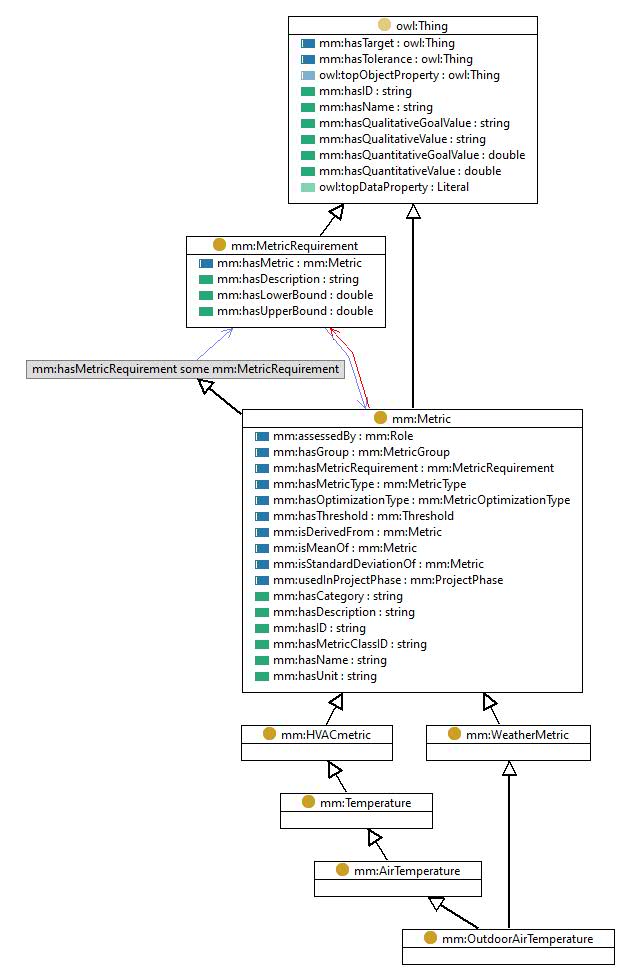 owl:Thing
mm:hasTarget : owl:Thing
mm:hasTolerance : owl:Thing
owl:topObjectProperty : owl:Thing
mm:hasID : string
mm:hasName : string
mm:hasQualitativeGoalValue : string
mm:hasQualitativeValue : string
mm:hasQuantitativeGoalValue : double
mm:hasQuantitativeValue : double
owl:topDataProperty : Literal
mm:MetricRequirement
mm:hasMetric : mm:Metric
mm:hasDescription : string
mm:hasLowerBound : double
mm:hasUpperBound : double
mm:hasMetricRequirement some mm:MetricRequirement
mm:Metric
mm:assessedBy : mm:Role
mm:hasGroup : mm:MetricGroup
mm:hasMetricRequirement : mm:MetricRequirement
mm:hasMetricType : mm:MetricType
mm:hasOptimizationType : mm:MetricOptimizationType
mm:hasThreshold : mm:Threshold
mm:isDerivedFrom : mm:Metric
mm:isMeanOf : mm:Metric
mm:isStandardDeviationOf : mm:Metric
mm:usedInProjectPhase : mm:ProjectPhase
mm:hasCategory : string
mm:hasDescription : string
mm:hasID : string
mm:hasMetricClassID : string
mm:hasName : string
mm:hasUnit : string
mm:HVACmetric
mm:WeatherMetric
mm:Temperature
mm:AirTemperature
mm:OutdoorAirTemperature